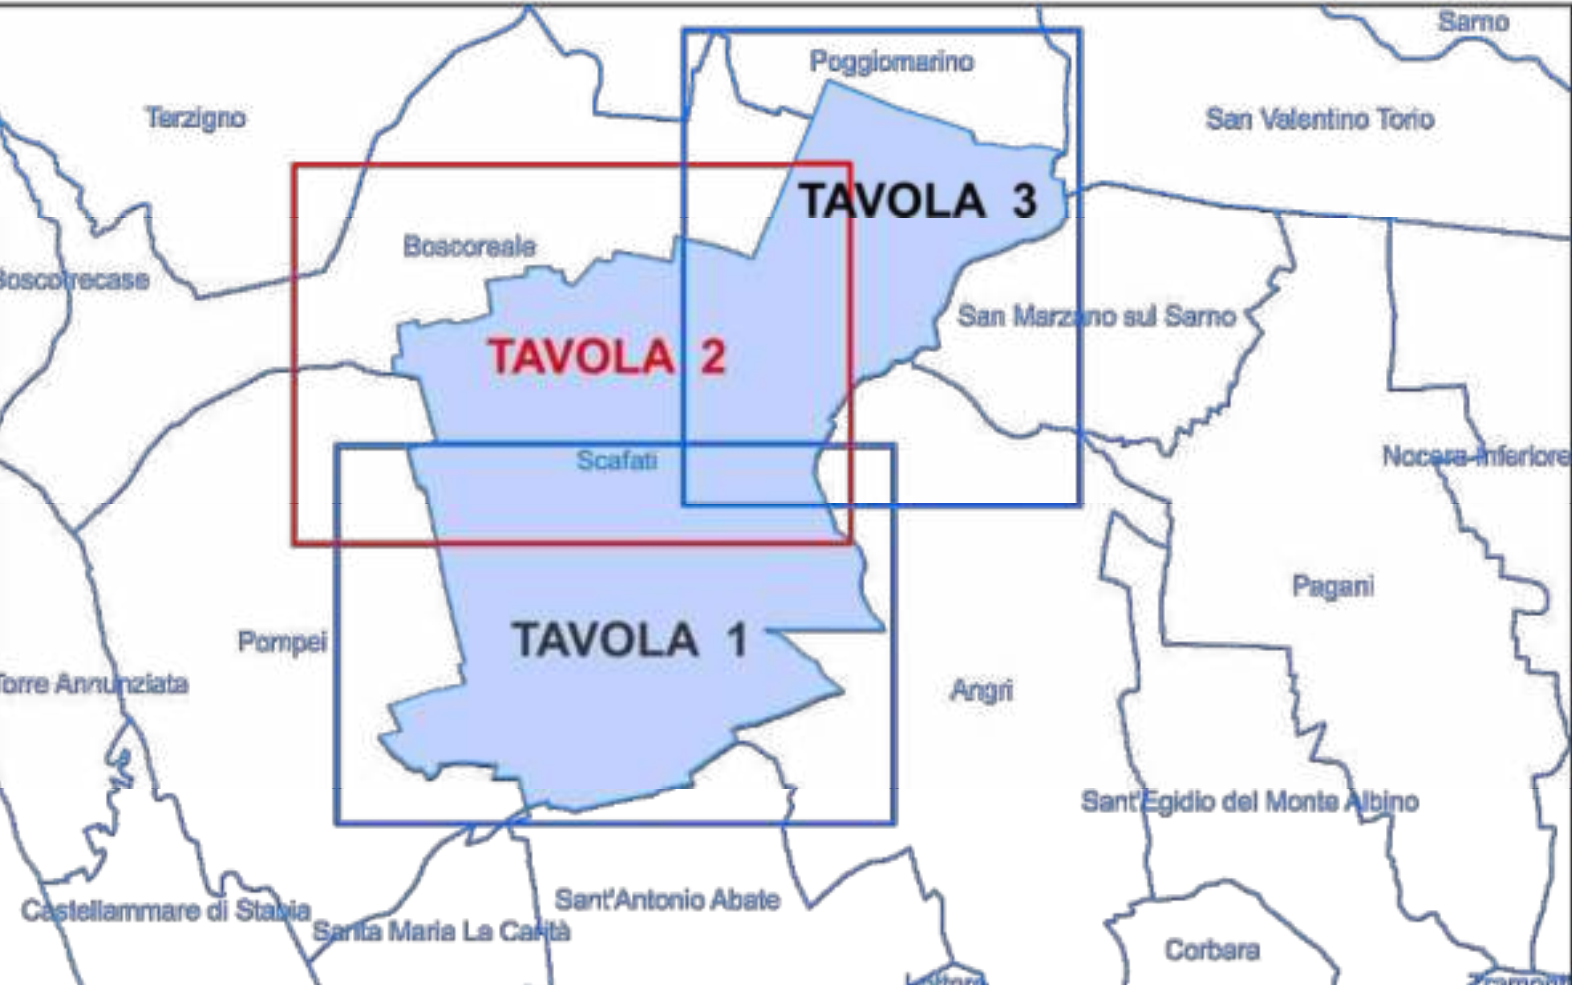 Sarno
Poggiomarino
Terzigno
San Valentino Torio
TAVOLA 3
Boscoreale
Boscotrecase
San Marzano sul Sarno
TAVOLA 2
Scafati
Nocera Inferiore
Pagani
Pompei
TAVOLA 1
Torre Annunziata
Angri
Sant'Egidio del Monte Albino
Sant'Antonio Abate
Castellammare di Stabia
Santa Maria La Carità
Corbara